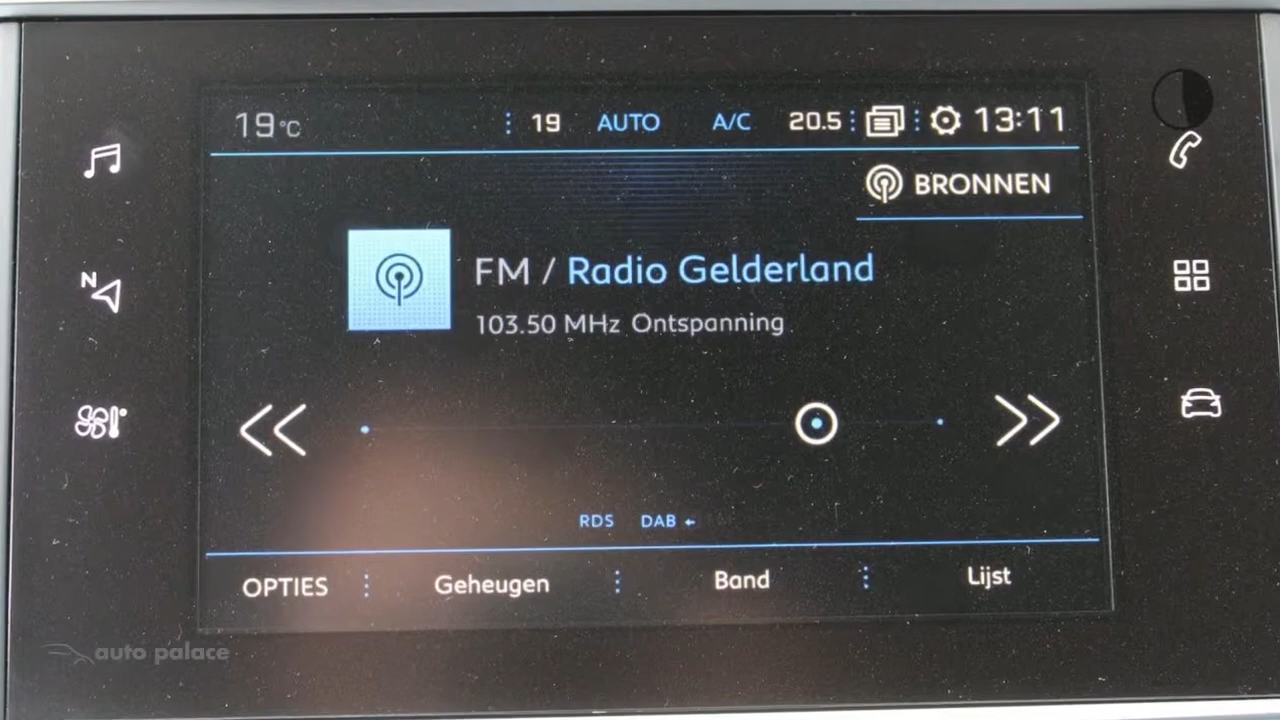 19°C 19 AUTO A/C 20.5 13:11
BRONNEN
FM / Radio Gelderland
103.50 MHz Ontspanning
N
RDS DAB
OPTIES Geheugen Band Lijst
auto palace